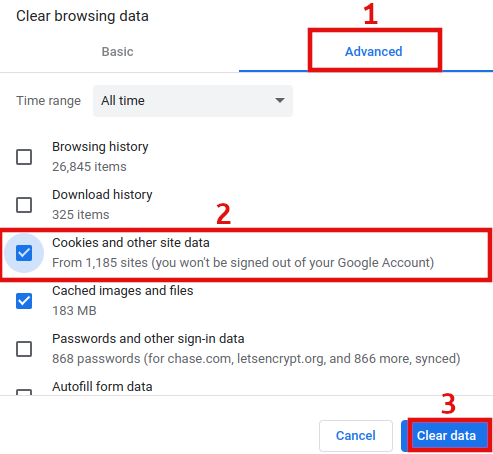 Clear browsing data
1
Basic
Advanced
Time range
All time
Browsing history
26,845 items
Download history
325 items
2
Cookies and other site data
From 1,185 sites (you won't be signed out of your Google Account)
Cached images and files
183 MB
Passwords and other sign-in data
868 passwords (for chase.com, letsencrypt.org, and 866 more, synced)
Autofill form data
3
Cancel
Clear data